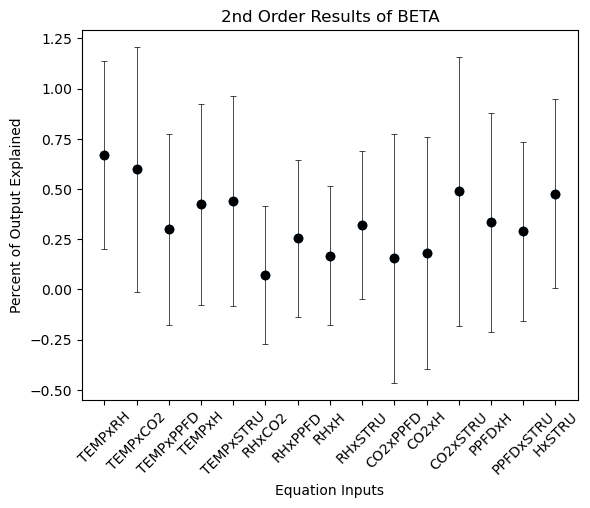 2nd Order Results of BETA
Percent of Output Explained
1.25
1.00
0.75
0.50
0.25
0.00
−0.25
−0.50
TEMPxRH
TEMPxCO2
TEMPxPPFD
TEMPxH
TEMPxSTRU
RHxCO2
RHxPPFD
RHxH
RHxSTRU
CO2xPPFD
CO2xH
CO2xSTRU
PPFDxH
PPFDxSTRU
HxSTRU
Equation Inputs